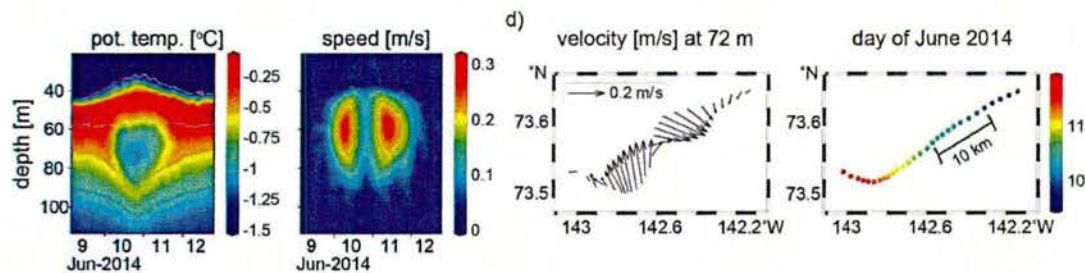 d)
pot. temp. [°C]
speed [m/s]
velocity [m/s] at 72 m
day of June 2014
depth [m]
40
60
80
100
9 10 11 12
Jun-2014
-0.25
-0.5
-0.75
-1
-1.25
-1.5
9 10 11 12
Jun-2014
0.3
0.2
0.1
0
°N
0.2 m/s
73.6
73.5
143 142.6 142.2°W
°N
10 km
73.6
73.5
143 142.6 142.2°W
11
10